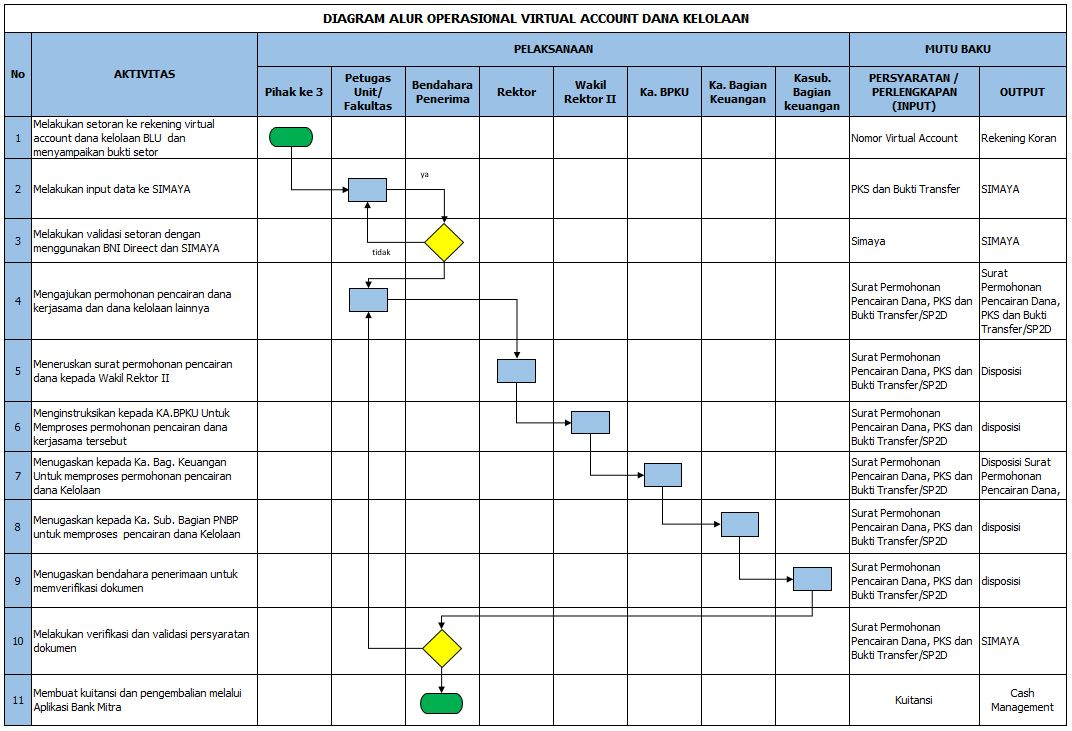 DIAGRAM ALUR OPERASIONAL VIRTUAL ACCOUNT DANA KELOLAAN
No
AKTIVITAS
PELAKSANAAN
MUTU BAKU
Pihak ke 3
Petugas
Unit/
Fakultas
Bendahara
Penerima
Rektor
Wakil
Rektor II
Ka. BPKU
Ka. Bagian
Keuangan
Kasub.
Bagian
keuangan
PERSYARATAN /
PERLENGKAPAN
(INPUT)
OUTPUT
1
Melakukan setoran ke rekening virtual
account dana kelolaan BLU dan
menyampaikan bukti setor
Nomor Virtual Account
Rekening Koran
2
Melakukan input data ke SIMAYA
ya
PKS dan Bukti Transfer
SIMAYA
3
Melakukan validasi setoran dengan
menggunakan BNI Direect dan SIMAYA
tidak
Simaya
SIMAYA
4
Mengajukan permohonan pencairan dana
kerjasama dan dana kelolaan lainnya
Surat Permohonan
Pencairan Dana, PKS dan
Bukti Transfer/SP2D
Surat
Permohonan
Pencairan Dana,
PKS dan Bukti
Transfer/SP2D
5
Meneruskan surat permohonan pencairan
dana kepada Wakil Rektor II
Surat Permohonan
Pencairan Dana, PKS dan
Bukti Transfer/SP2D
Disposisi
6
Menginstruksikan kepada KA.BPKU Untuk
Memproses permohonan pencairan dana
kerjasama tersebut
Surat Permohonan
Pencairan Dana, PKS dan
Bukti Transfer/SP2D
disposisi
7
Menugaskan kepada Ka. Bag. Keuangan
Untuk memproses permohonan pencairan
dana Kelolaan
Surat Permohonan
Pencairan Dana, PKS dan
Bukti Transfer/SP2D
Disposisi Surat
Permohonan
Pencairan Dana,
8
Menugaskan kepada Ka. Sub. Bagian PNBP
untuk memproses pencairan dana Kelolaan
Surat Permohonan
Pencairan Dana, PKS dan
Bukti Transfer/SP2D
disposisi
9
Menugaskan bendahara penerimaan untuk
memverifikasi dokumen
Surat Permohonan
Pencairan Dana, PKS dan
Bukti Transfer/SP2D
disposisi
10
Melakukan verifikasi dan validasi persyaratan
dokumen
Surat Permohonan
Pencairan Dana, PKS dan
Bukti Transfer/SP2D
SIMAYA
11
Membuat kuitansi dan pengembalian melalui
Aplikasi Bank Mitra
Kuitansi
Cash
Management